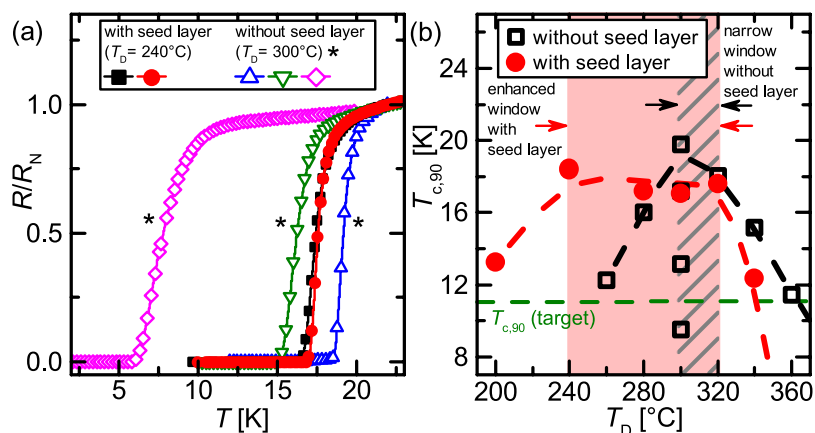 (a)
with seed layer
(T_D = 240°C)
without seed layer
(T_D = 300°C) *
1.0
0.5
0.0
R/R_N
* * *
5 10 15 20
T [K]
(b)
without seed layer
with seed layer
narrow
window
without
seed layer
enhanced
window
with
seed layer
T_c,90 (target)
24
20
16
12
8
T_c,90 [K]
200 240 280 320 360
T_D [°C]